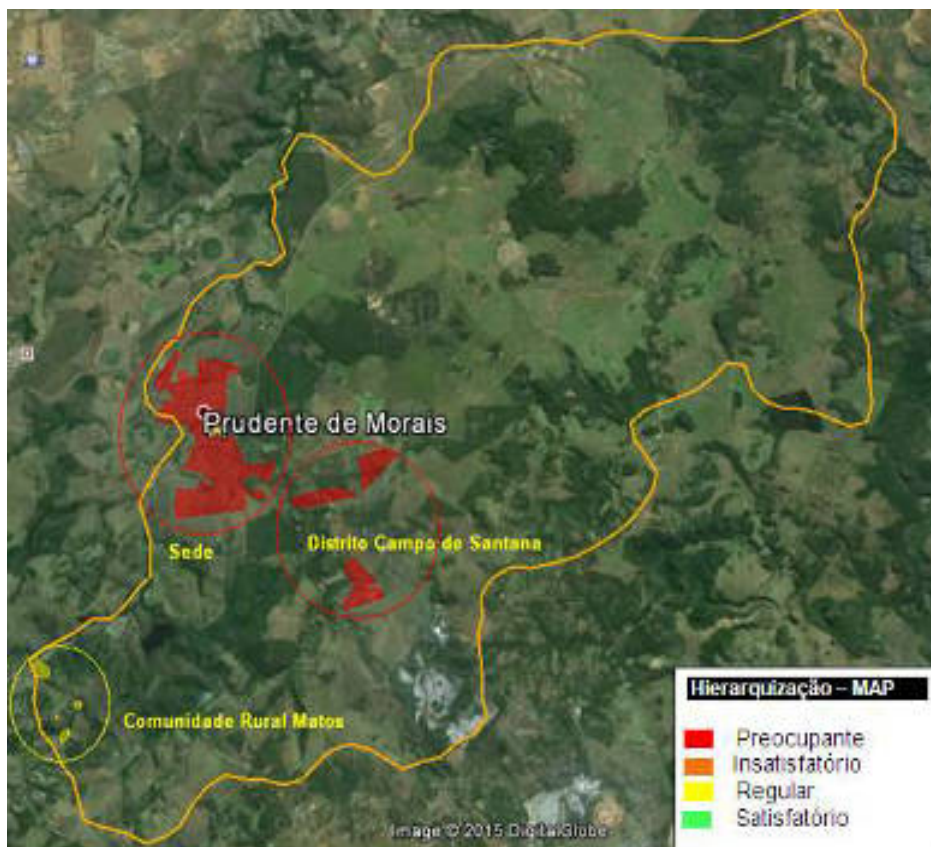 Prudente de Morais
Sede
Distrito Campo de Santana
Comunidade Rural Matos
Hierarquização – MAP
Preocupante
Insatisfatório
Regular
Satisfatório
Image © 2015 DigitalGlobe